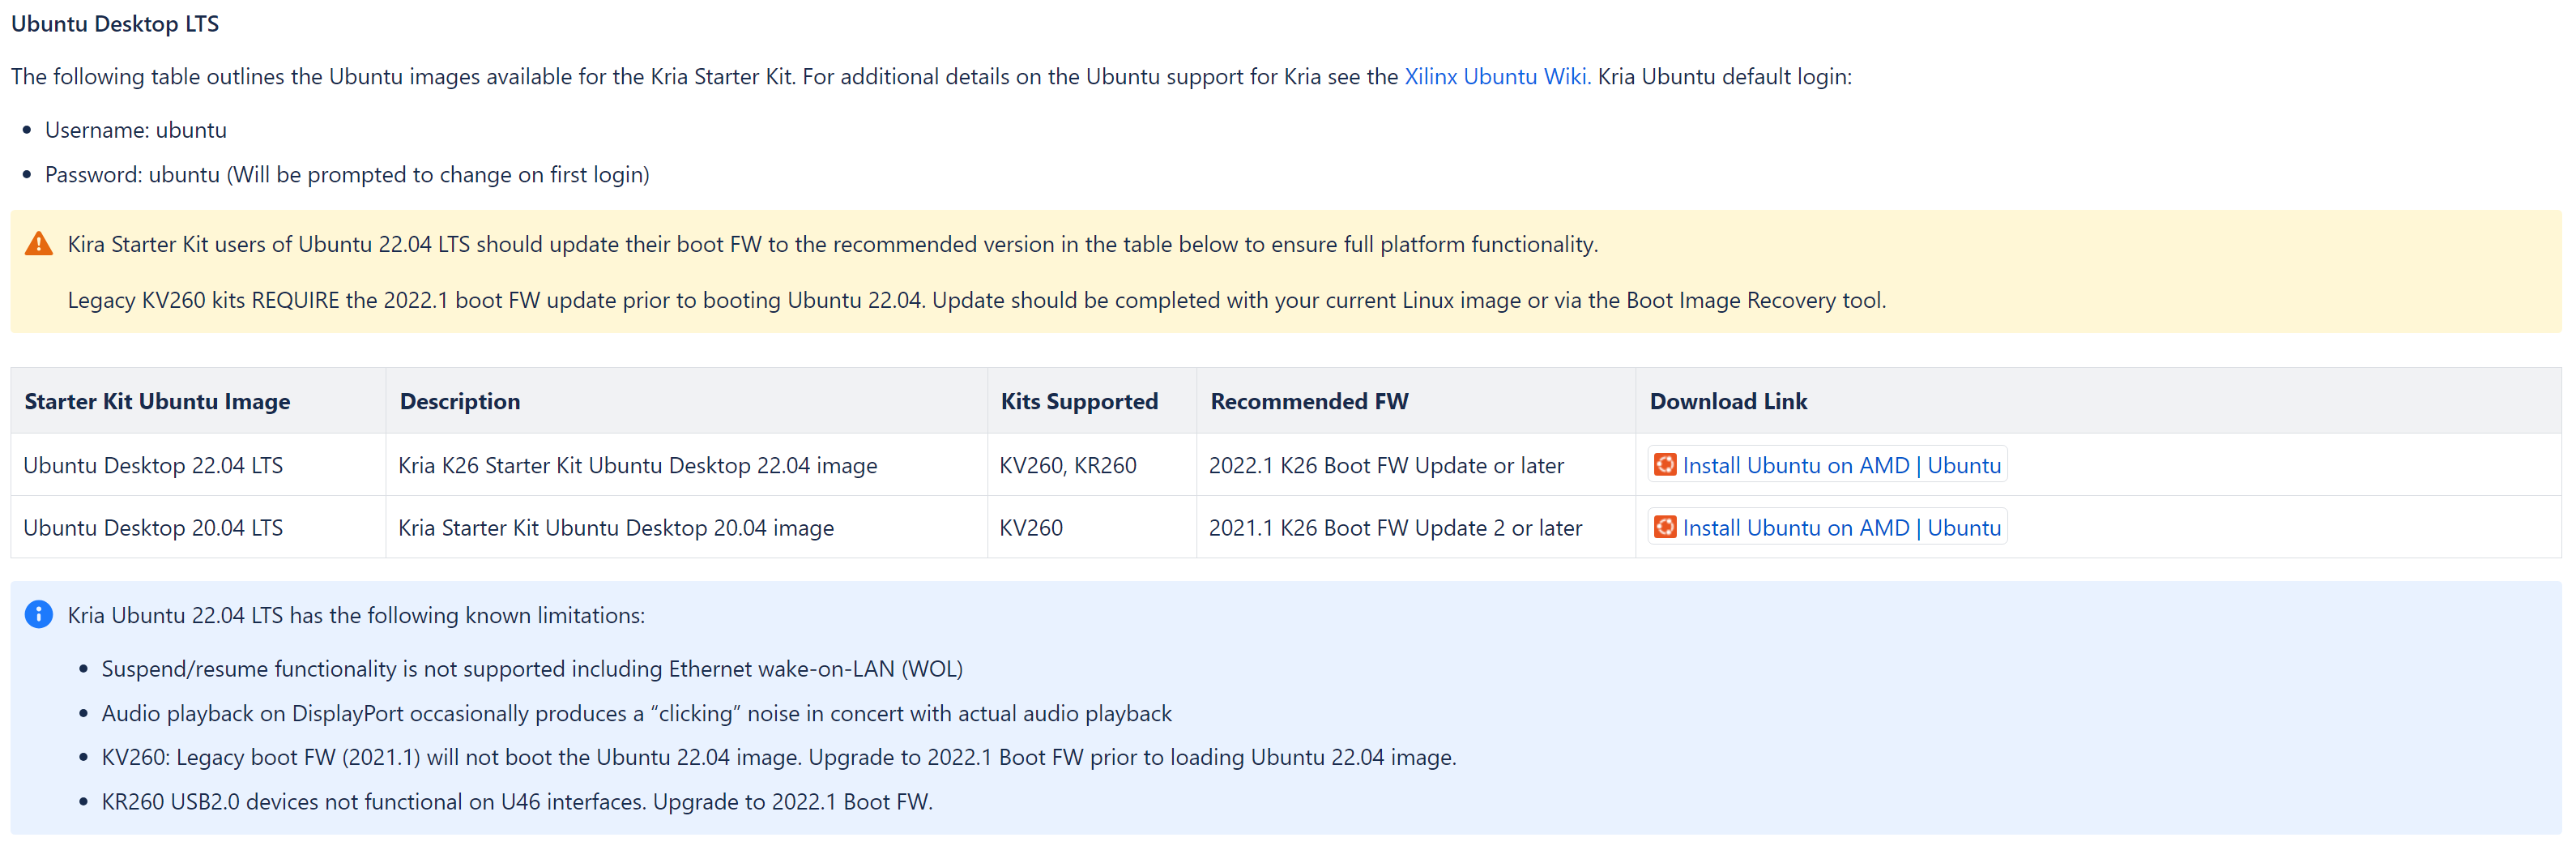 Ubuntu Desktop LTS
The following table outlines the Ubuntu images available for the Kria Starter Kit. For additional details on the Ubuntu support for Kria see the Xilinx Ubuntu Wiki. Kria Ubuntu default login:
• Username: ubuntu
• Password: ubuntu (Will be prompted to change on first login)
Kira Starter Kit users of Ubuntu 22.04 LTS should update their boot FW to the recommended version in the table below to ensure full platform functionality.
Legacy KV260 kits REQUIRE the 2022.1 boot FW update prior to booting Ubuntu 22.04. Update should be completed with your current Linux image or via the Boot Image Recovery tool.
Starter Kit Ubuntu Image Description Kits Supported Recommended FW Download Link
Ubuntu Desktop 22.04 LTS Kria K26 Starter Kit Ubuntu Desktop 22.04 image KV260, KR260 2022.1 K26 Boot FW Update or later Install Ubuntu on AMD | Ubuntu
Ubuntu Desktop 20.04 LTS Kria Starter Kit Ubuntu Desktop 20.04 image KV260 2021.1 K26 Boot FW Update 2 or later Install Ubuntu on AMD | Ubuntu
Kria Ubuntu 22.04 LTS has the following known limitations:
• Suspend/resume functionality is not supported including Ethernet wake-on-LAN (WOL)
• Audio playback on DisplayPort occasionally produces a “clicking” noise in concert with actual audio playback
• KV260: Legacy boot FW (2021.1) will not boot the Ubuntu 22.04 image. Upgrade to 2022.1 Boot FW prior to loading Ubuntu 22.04 image.
• KR260 USB2.0 devices not functional on U46 interfaces. Upgrade to 2022.1 Boot FW.